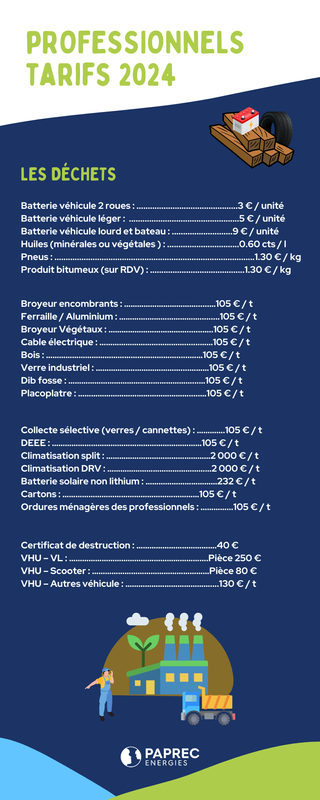 PROFESSIONNELS
TARIFS 2024
LES DÉCHETS
Batterie véhicule 2 roues : ..........................................3 € / unité
Batterie véhicule léger : ..............................................5 € / unité
Batterie véhicule lourd et bateau : .........................9 € / unité
Huiles (minérales ou végétales ) : ..............................0.60 cts / l
Pneus : ...................................................................................1.30 € / kg
Produit bitumeux (sur RDV) : .......................................1.30 € / kg
Broyeur encombrants : ......................................105 € / t
Ferraille / Aluminium : .........................................105 € / t
Broyeur Végétaux : .............................................105 € / t
Cable électrique : ...............................................105 € / t
Bois : .................................................................105 € / t
Verre industriel : ...............................................105 € / t
Dib fosse : .........................................................105 € / t
Placoplatre : .....................................................105 € / t
Collecte sélective (verres / cannettes) : ............105 € / t
DEEE : ...............................................................105 € / t
Climatisation split : ...........................................2 000 € / t
Climatisation DRV : ...........................................2 000 € / t
Batterie solaire non lithium : ..............................232 € / t
Cartons : ...........................................................105 € / t
Ordures ménagères des professionnels : .............105 € / t
Certificat de destruction : ..................................40 €
VHU – VL : .................................................................Pièce 250 €
VHU – Scooter : ........................................................Pièce 80 €
VHU – Autres véhicule : .......................................130 € / t
PAPREC
ENERGIES